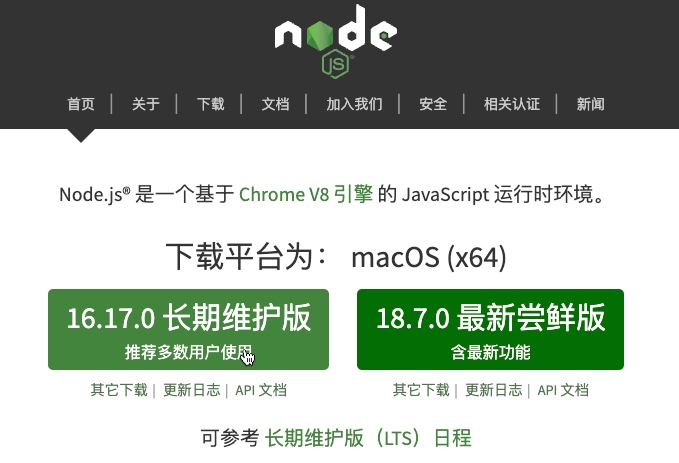 node
JS
首页 | 关于 | 下载 | 文档 | 加入我们 | 安全 | 相关认证 | 新闻
Node.js® 是一个基于 Chrome V8 引擎 的 JavaScript 运行时环境。
下载平台为： macOS (x64)
16.17.0 长期维护版
推荐多数用户使用
18.7.0 最新尝鲜版
含最新功能
其它下载 | 更新日志 | API 文档
其它下载 | 更新日志 | API 文档
可参考 长期维护版（LTS）日程